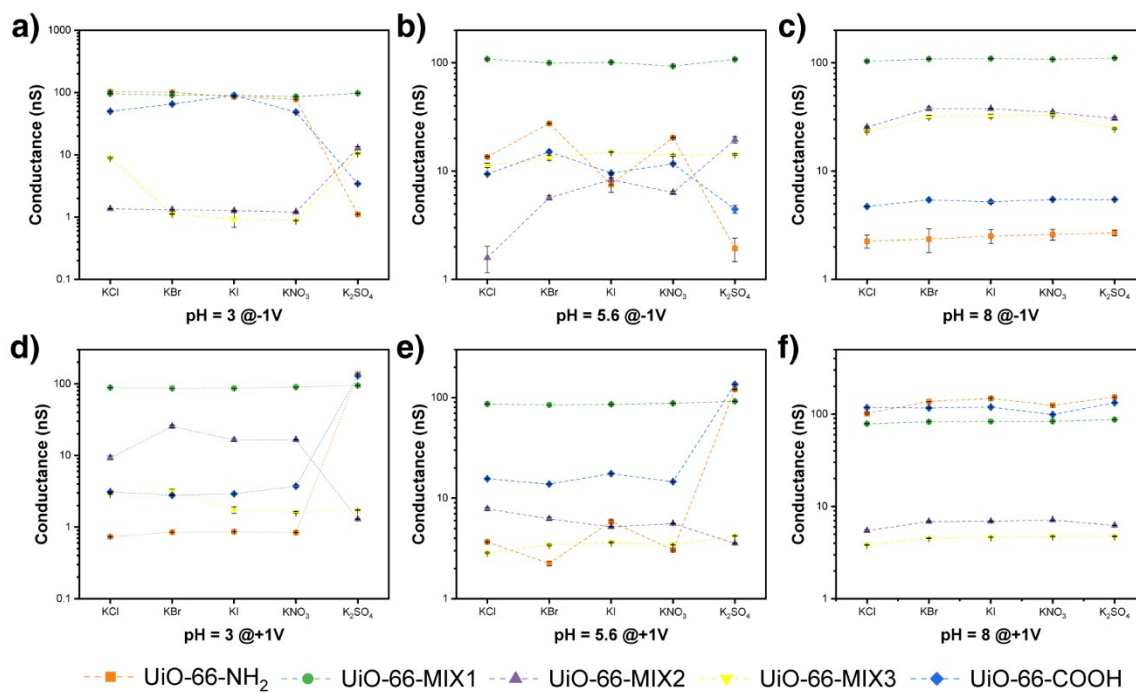 a)
Conductance (nS)
1000
100
10
1
0.1
KCl KBr KI KNO₃ K₂SO₄
pH = 3 @-1V
b)
Conductance (nS)
100
10
1
KCl KBr KI KNO₃ K₂SO₄
pH = 5.6 @-1V
c)
Conductance (nS)
100
10
1
KCl KBr KI KNO₃ K₂SO₄
pH = 8 @-1V
d)
Conductance (nS)
100
10
1
0.1
KCl KBr KI KNO₃ K₂SO₄
pH = 3 @+1V
e)
Conductance (nS)
100
10
1
KCl KBr KI KNO₃ K₂SO₄
pH = 5.6 @+1V
f)
Conductance (nS)
100
10
1
KCl KBr KI KNO₃ K₂SO₄
pH = 8 @+1V
UiO-66-NH₂ UiO-66-MIX1 UiO-66-MIX2 UiO-66-MIX3 UiO-66-COOH